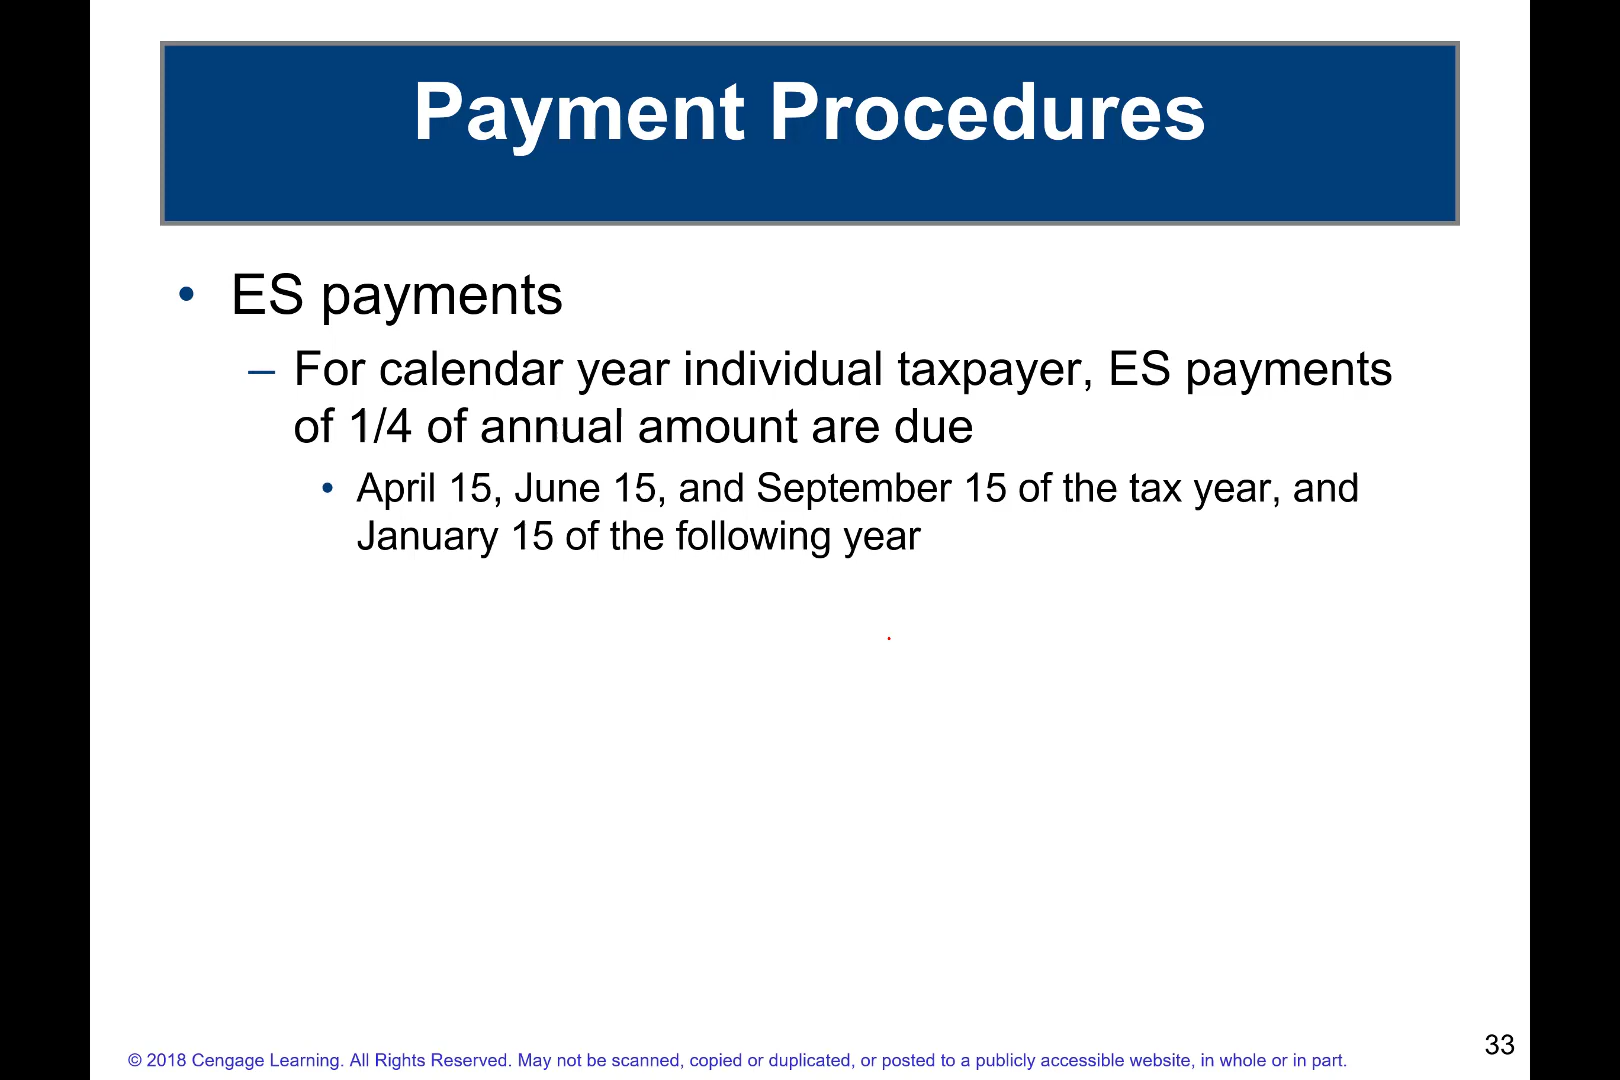 Payment Procedures
• ES payments
– For calendar year individual taxpayer, ES payments
of 1/4 of annual amount are due
• April 15, June 15, and September 15 of the tax year, and
January 15 of the following year
33
© 2018 Cengage Learning. All Rights Reserved. May not be scanned, copied or duplicated, or posted to a publicly accessible website, in whole or in part.